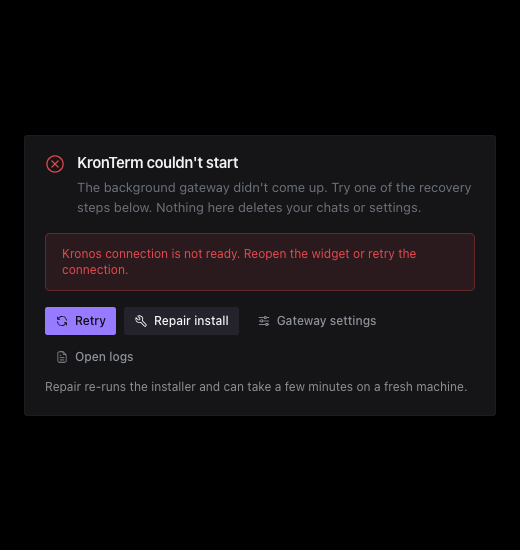 KronTerm couldn't start
The background gateway didn't come up. Try one of the recovery
steps below. Nothing here deletes your chats or settings.
Kronos connection is not ready. Reopen the widget or retry the
connection.
Retry
Repair install
Gateway settings
Open logs
Repair re-runs the installer and can take a few minutes on a fresh machine.